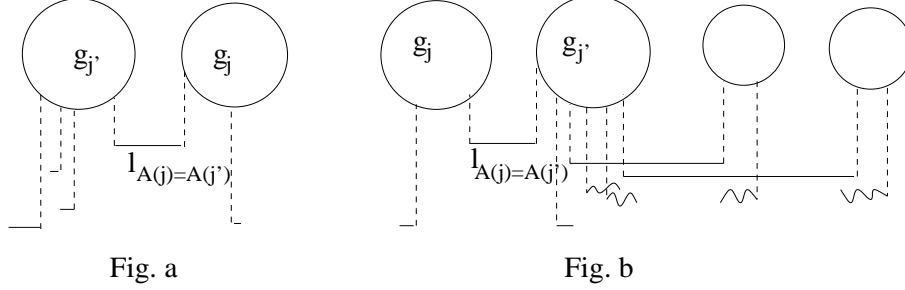 g_j' g_j g_j g_j'
l_A(j)=A(j') l_A(j)=A(j')
Fig. a Fig. b